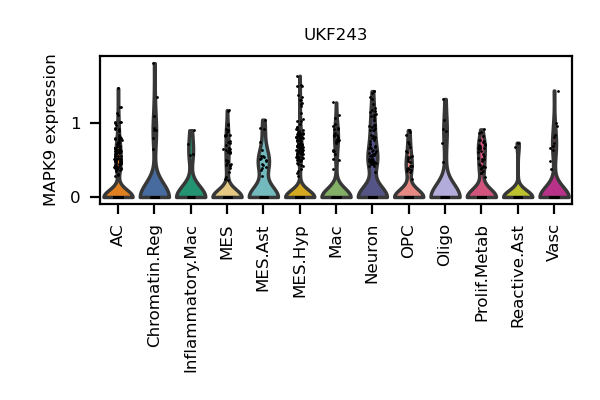 UKF243
MAPK9 expression
1
0
AC
Chromatin.Reg
Inflammatory.Mac
MES
MES.Ast
MES.Hyp
Mac
Neuron
OPC
Oligo
Prolif.Metab
Reactive.Ast
Vasc